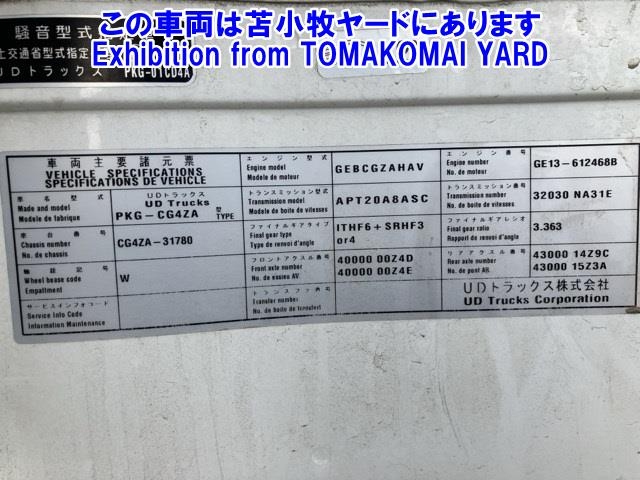 この車両は苫小牧ヤードにあります
Exhibition from TOMAKOMAI YARD
騒音型式
土交通省型式指定
UDトラックス PKG-01CD4A
車両主要諸元票
VEHICLE SPECIFICATIONS
SPECIFICATIONS DE VEHICLE
車名型式
Made and model
Modele de fabrique
UDトラックス
UD Trucks
PKG-CG4ZA
型
TYPE
車台番号
Chassis number
No. de chassis
CG4ZA-31780
軸距記号
Wheel base code
Empattment
W
サービスインフォコード
Service Info Code
Information Maintenance
エンジン型式
Engine model
Modele de moteur
GEBCGZAHAV
トランスミッション型式
Transmission model
Modele de boite de vitesses
APT20A8ASC
ファイナルギアタイプ
Final gear type
Type de renvoi d'angle
ITHF6+SRHF3
or4
フロントアクスル番号
Front axle number
No. de essieu AV.
40000 00Z4D
40000 00Z4E
トランスファ番号
Transfer number
No. de boite de transfert
エンジン番号
Engine number
No. de moteur
GE13-612468B
トランスミッション番号
Transmission number
No. de boite de vitesses
32030 NA31E
ファイナルギアレシオ
Final gear ratio
Rapport de renvoi d'angle
3.363
リアアクスル番号
Rear axle number
No. de pont AR.
43000 14Z9C
43000 15Z3A
UDトラックス株式会社
UD Trucks Corporation